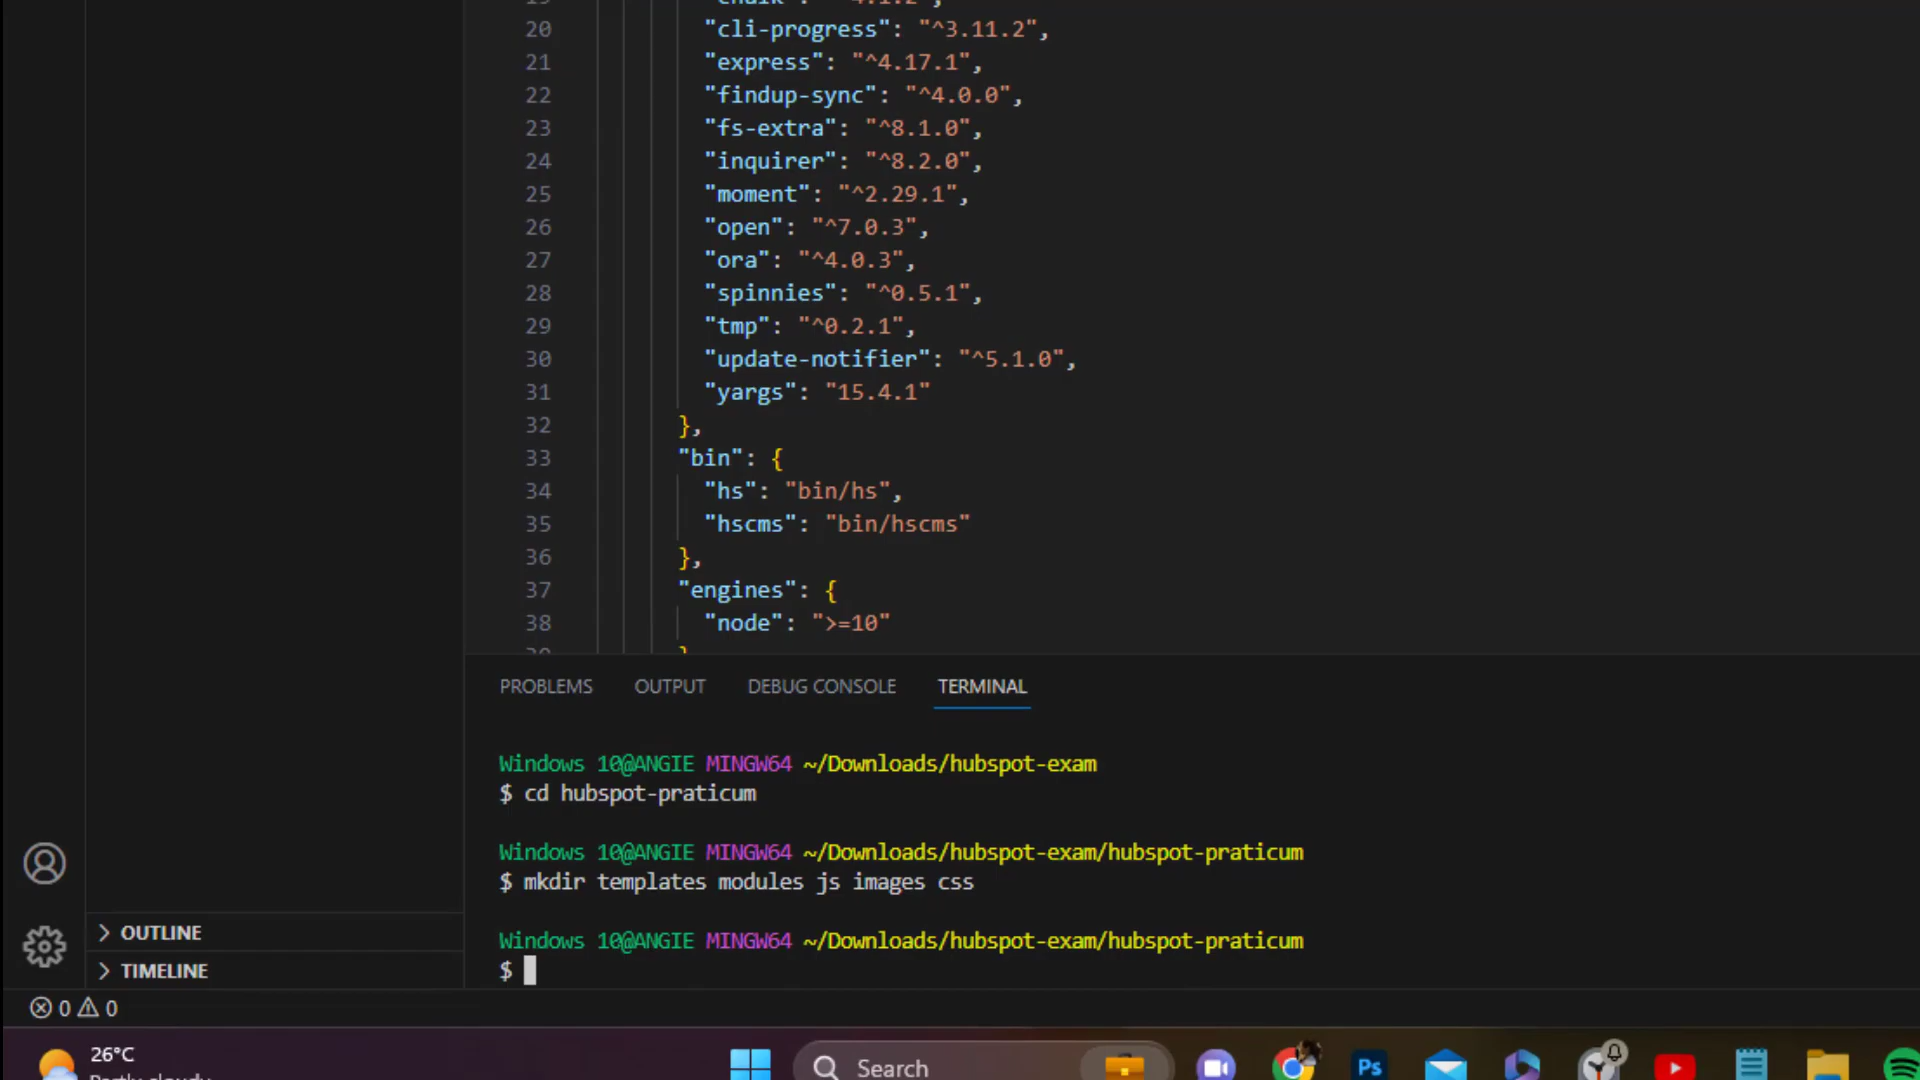 20 "cli-progress": "^3.11.2",
21 "express": "^4.17.1",
22 "findup-sync": "^4.0.0",
23 "fs-extra": "^8.1.0",
24 "inquirer": "^8.2.0",
25 "moment": "^2.29.1",
26 "open": "^7.0.3",
27 "ora": "^4.0.3",
28 "spinnies": "^0.5.1",
29 "tmp": "^0.2.1",
30 "update-notifier": "^5.1.0",
31 "yargs": "15.4.1"
32 },
33 "bin": {
34 "hs": "bin/hs",
35 "hscms": "bin/hscms"
36 },
37 "engines": {
38 "node": ">=10"
PROBLEMS OUTPUT DEBUG CONSOLE TERMINAL
Windows 10@ANGIE MINGW64 ~/Downloads/hubspot-exam
$ cd hubspot-praticum
Windows 10@ANGIE MINGW64 ~/Downloads/hubspot-exam/hubspot-praticum
$ mkdir templates modules js images css
Windows 10@ANGIE MINGW64 ~/Downloads/hubspot-exam/hubspot-praticum
$
OUTLINE
TIMELINE
0 0
26°C
Search
Ps